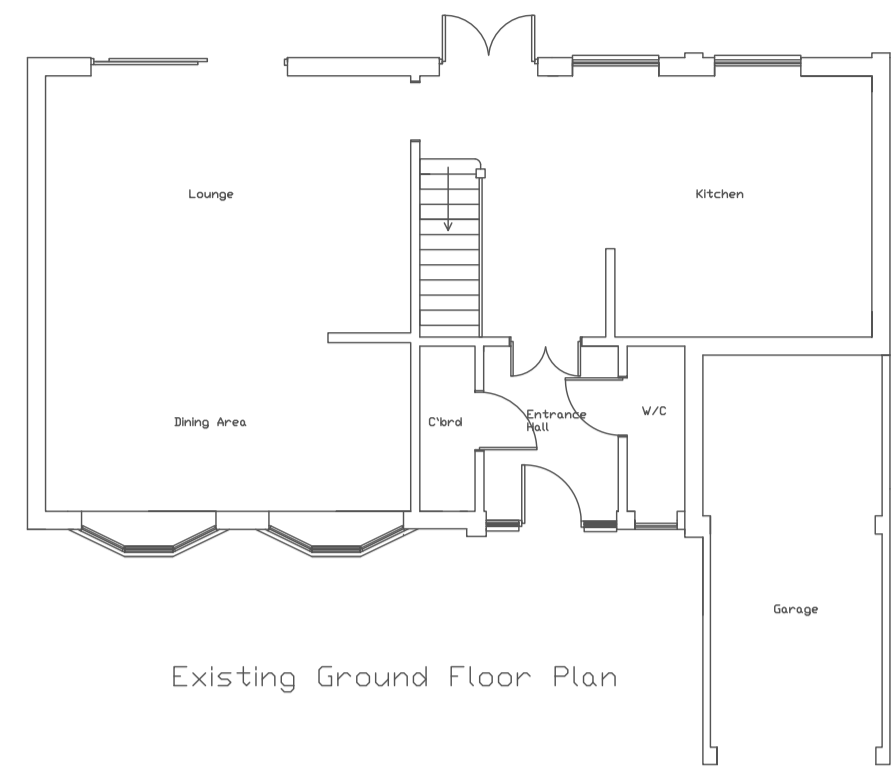 Lounge
Kitchen
Dining Area
C'brd
Entrance
Hall
W/C
Garage
Existing Ground Floor Plan